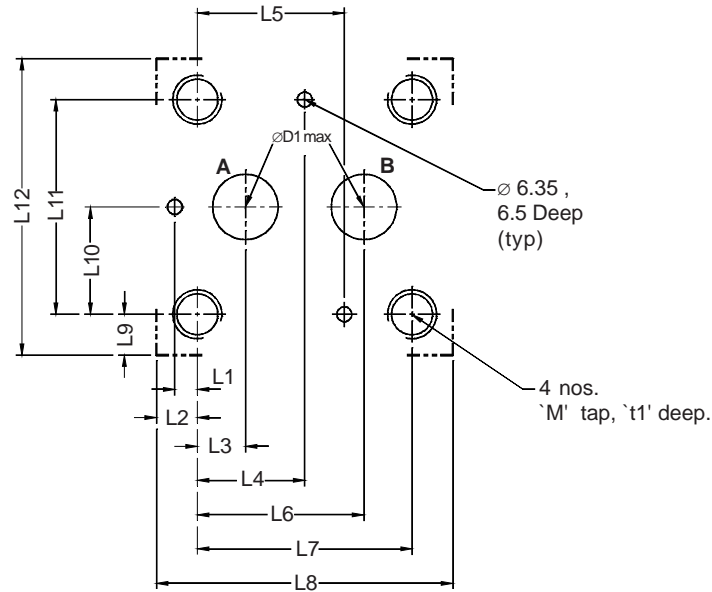 L5
⌀D1 max
A
B
L12
L11
⌀ 6.35 ,
6.5 Deep
(typ)
L10
L9
L1
L2
L3
L4
4 nos.
`M' tap, `t1' deep.
L6
L7
L8